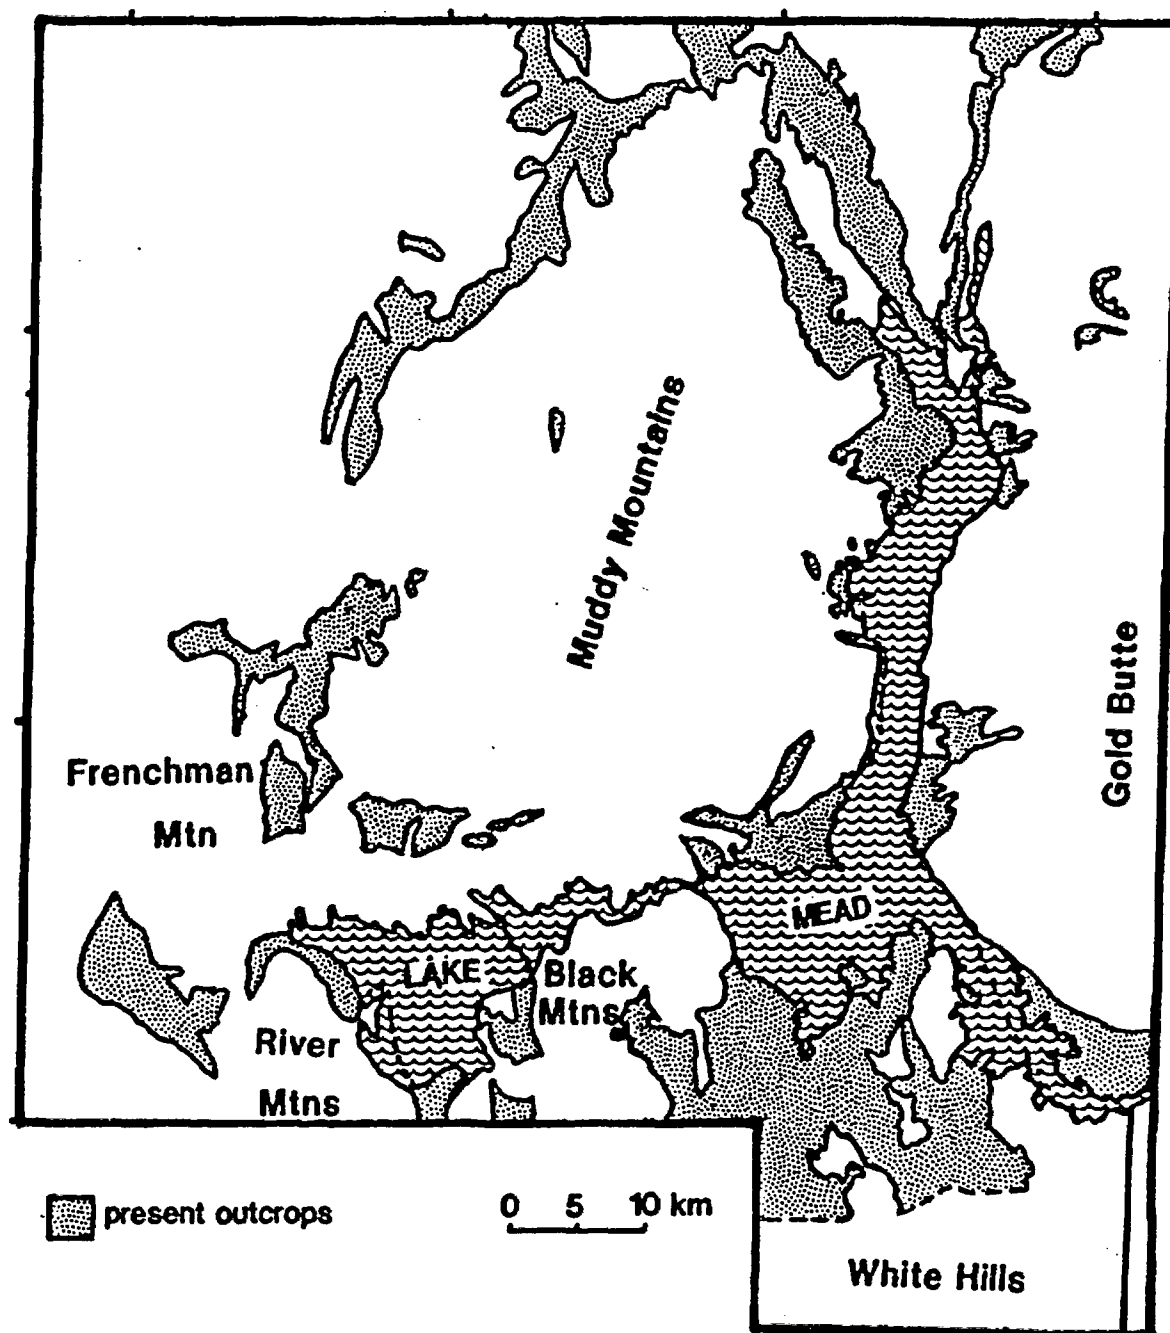 Muddy Mountains
Gold Butte
Frenchman
Mtn
MEAD
LAKE
Black
Mtns
River
Mtns
present outcrops
0 5 10 km
White Hills